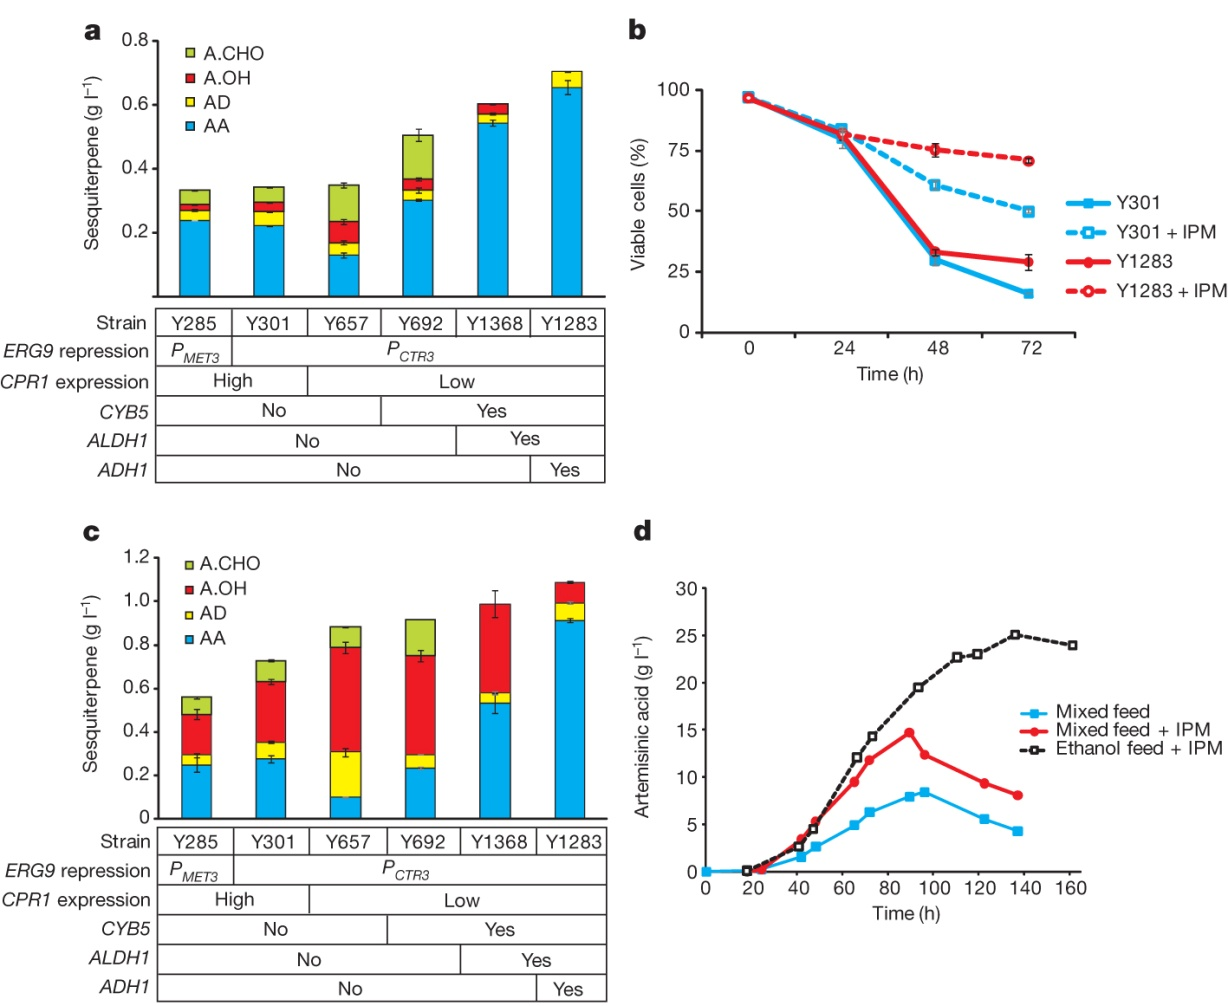 a
0.8
0.6
0.4
0.2
Sesquiterpene (g l⁻¹)
A.CHO
A.OH
AD
AA
Strain Y285 Y301 Y657 Y692 Y1368 Y1283
ERG9 repression P_MET3 P_CTR3
CPR1 expression High Low
CYB5 No Yes
ALDH1 No Yes
ADH1 No Yes
b
100
75
50
25
0
Viable cells (%)
0 24 48 72
Time (h)
Y301
Y301 + IPM
Y1283
Y1283 + IPM
c
1.2
1.0
0.8
0.6
0.4
0.2
0
Sesquiterpene (g l⁻¹)
A.CHO
A.OH
AD
AA
Strain Y285 Y301 Y657 Y692 Y1368 Y1283
ERG9 repression P_MET3 P_CTR3
CPR1 expression High Low
CYB5 No Yes
ALDH1 No Yes
ADH1 No Yes
d
30
25
20
15
10
5
0
Artemisinic acid (g l⁻¹)
0 20 40 60 80 100 120 140 160
Time (h)
Mixed feed
Mixed feed + IPM
Ethanol feed + IPM